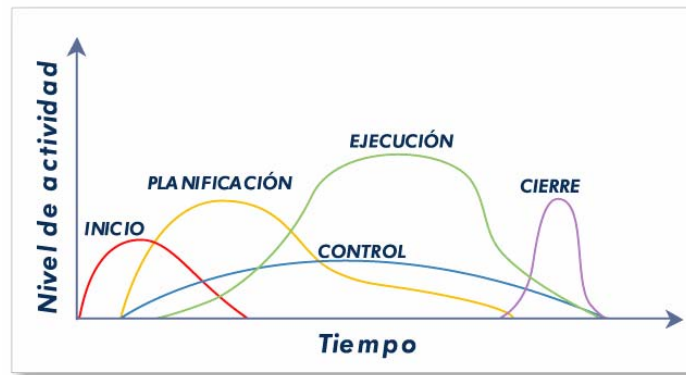 Nivel de actividad
EJECUCIÓN
PLANIFICACIÓN
CIERRE
INICIO
CONTROL
Tiempo